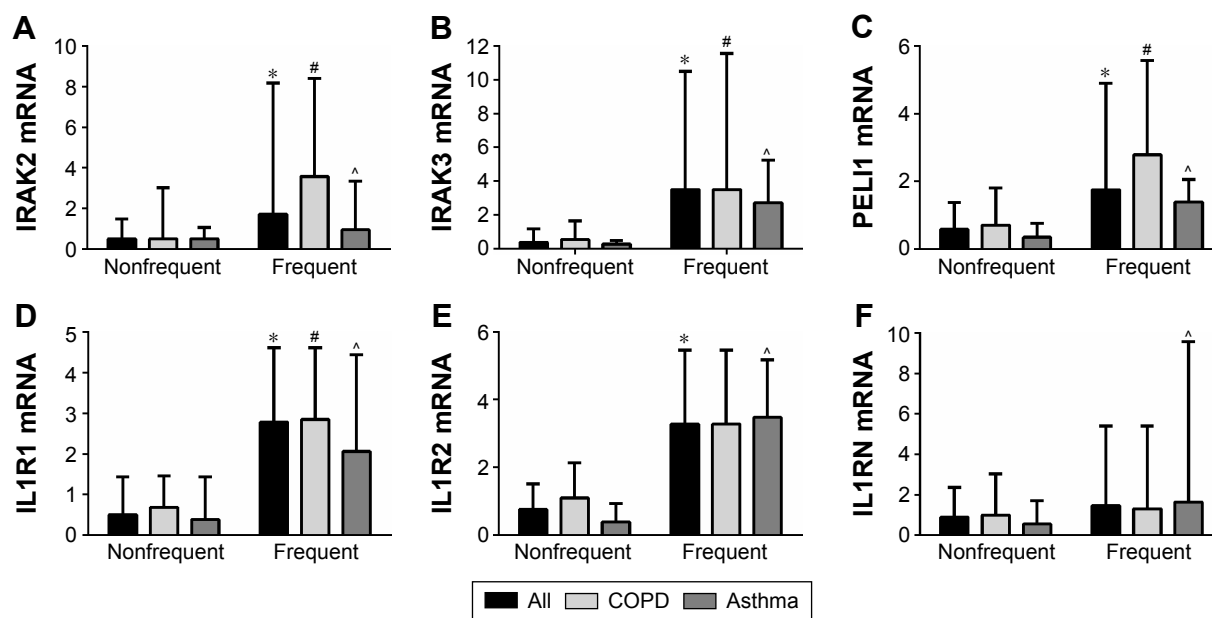 A
IRAK2 mRNA
10
8
6
4
2
0
*
#
^
Nonfrequent
Frequent
B
IRAK3 mRNA
12
10
8
6
4
2
0
*
#
^
Nonfrequent
Frequent
C
PELI1 mRNA
6
4
2
0
*
#
^
Nonfrequent
Frequent
D
IL1R1 mRNA
5
4
3
2
1
0
*
#
^
Nonfrequent
Frequent
E
IL1R2 mRNA
6
4
2
0
*
^
Nonfrequent
Frequent
F
IL1RN mRNA
10
8
6
4
2
0
^
Nonfrequent
Frequent
All COPD Asthma